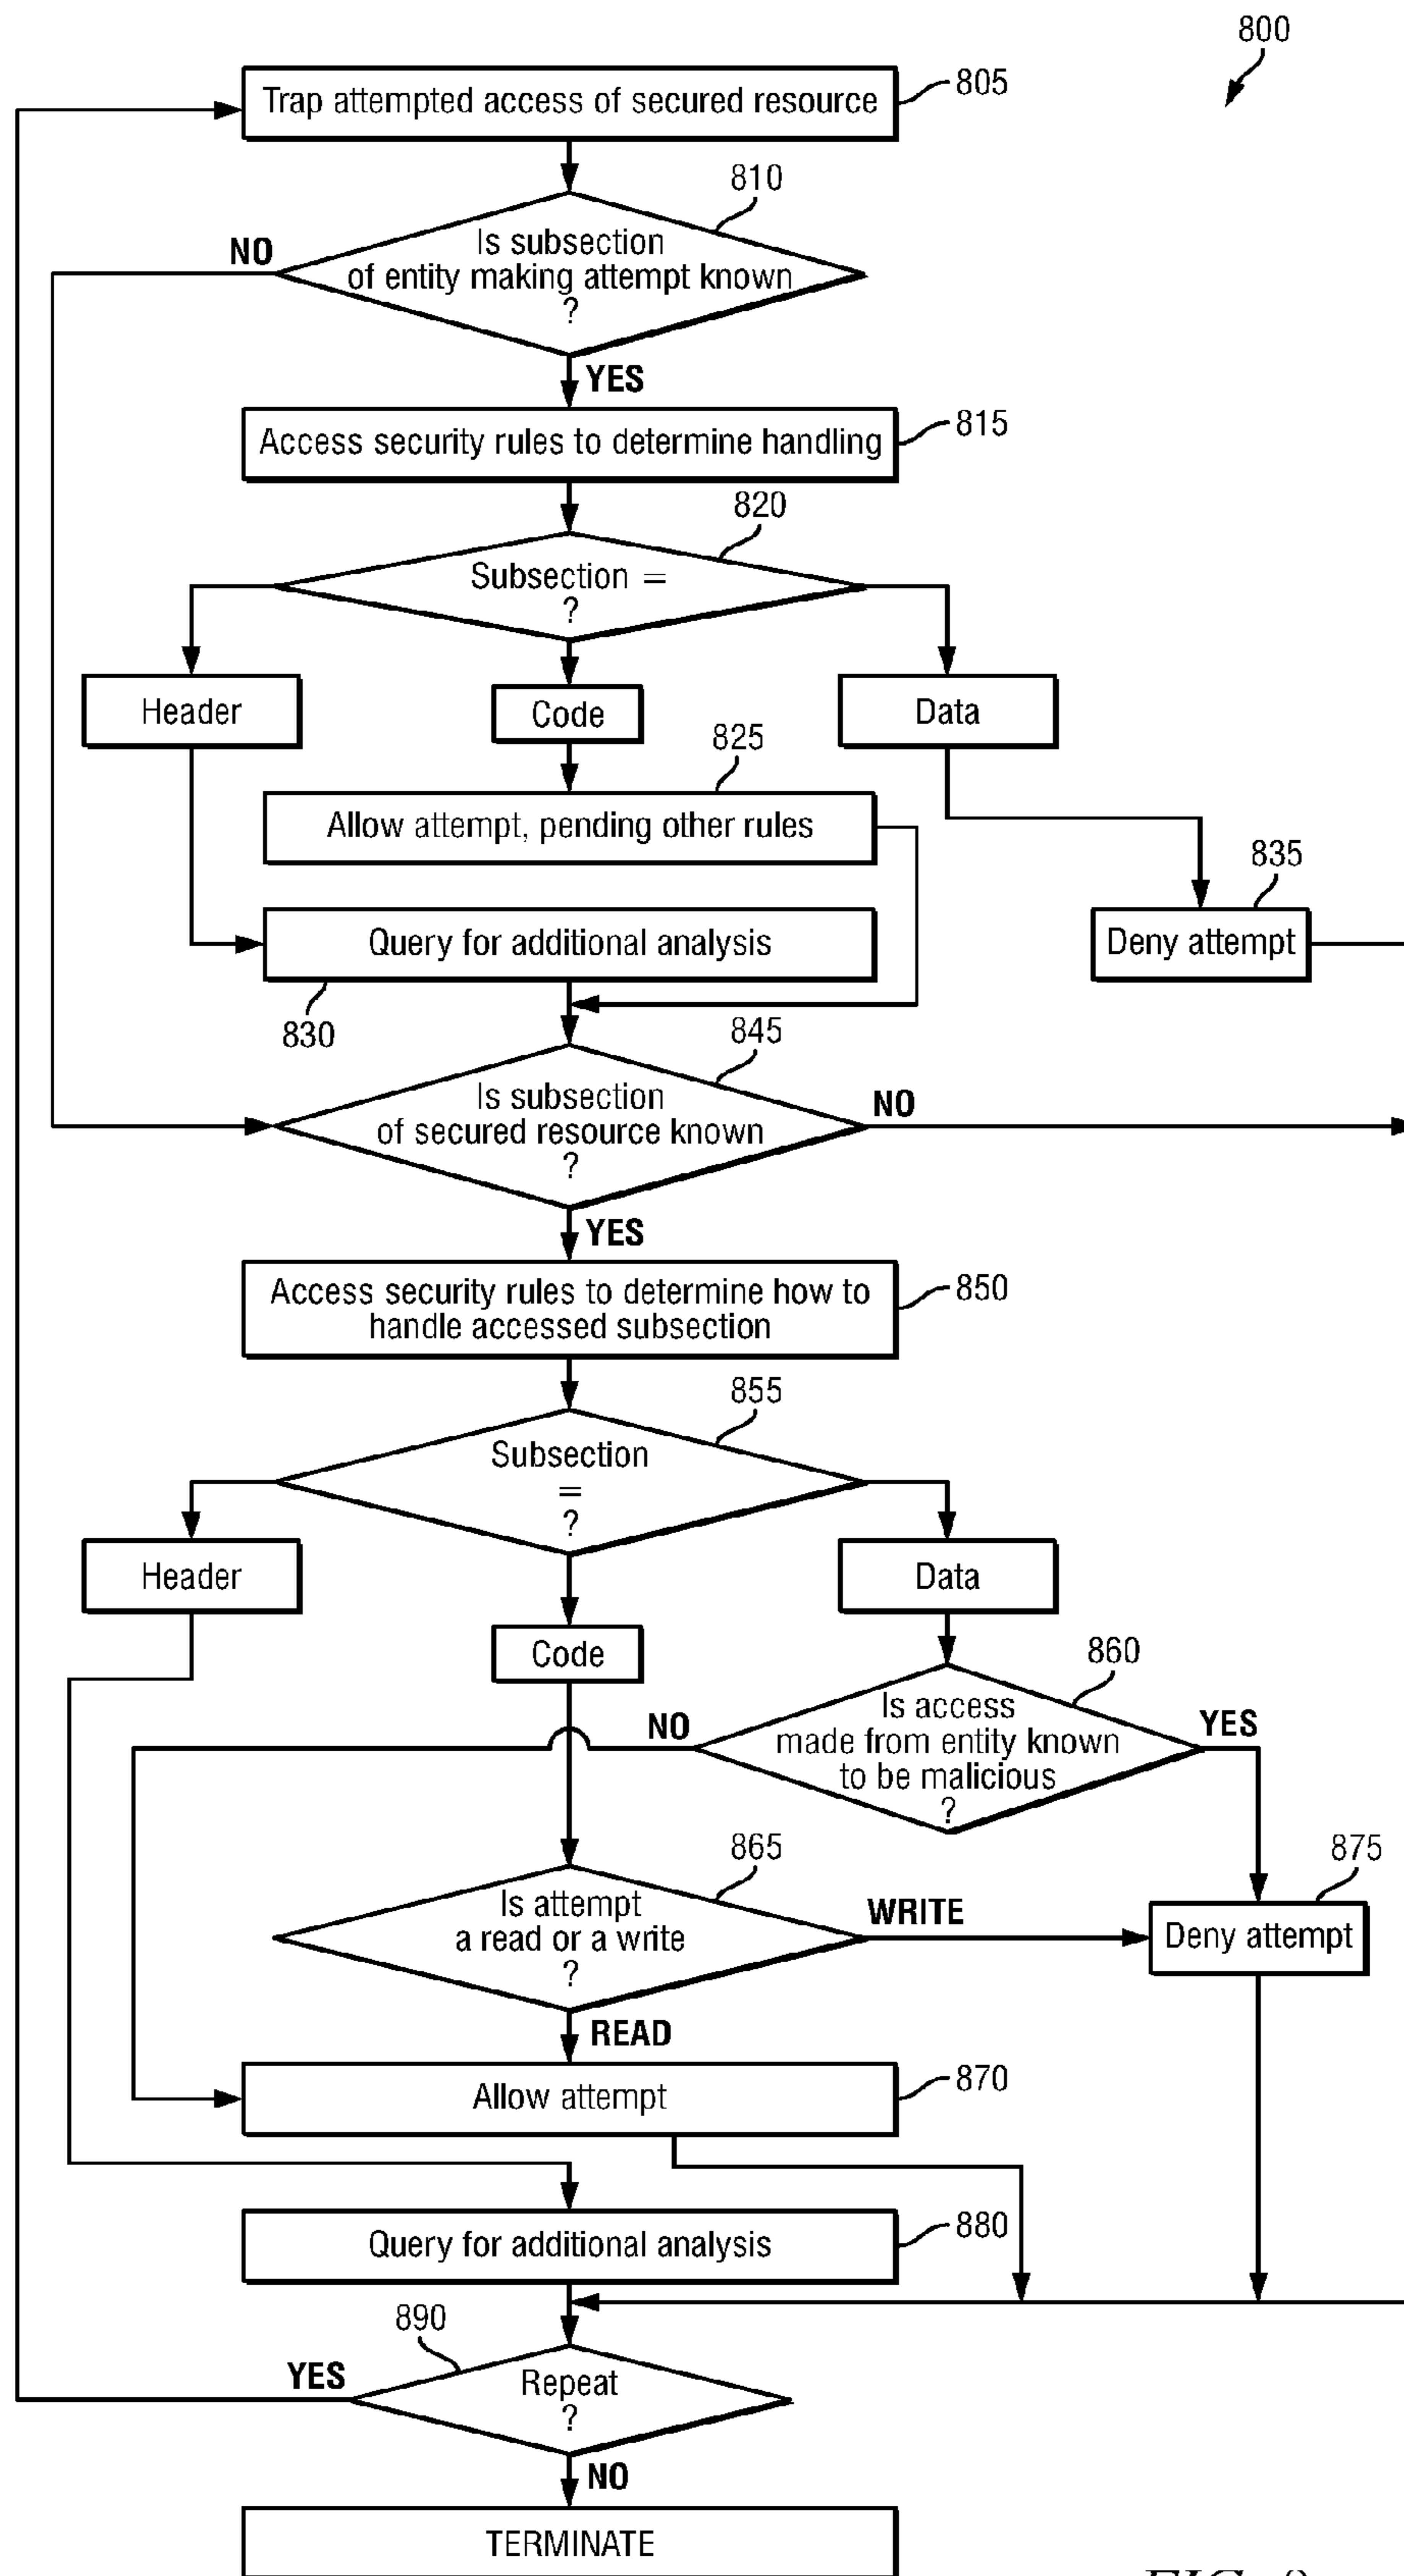 800
Trap attempted access of secured resource
805
810
Is subsection
of entity making attempt known
?
NO
YES
Access security rules to determine handling
815
820
Subsection =
?
Header
Code
Data
825
Allow attempt, pending other rules
835
Deny attempt
Query for additional analysis
830
845
Is subsection
of secured resource known
?
NO
YES
Access security rules to determine how to
handle accessed subsection
850
855
Subsection
=
?
Header
Code
Data
860
Is access
made from entity known
to be malicious
?
NO
YES
865
Is attempt
a read or a write
?
WRITE
875
Deny attempt
READ
Allow attempt
870
Query for additional analysis
880
890
Repeat
?
YES
NO
TERMINATE